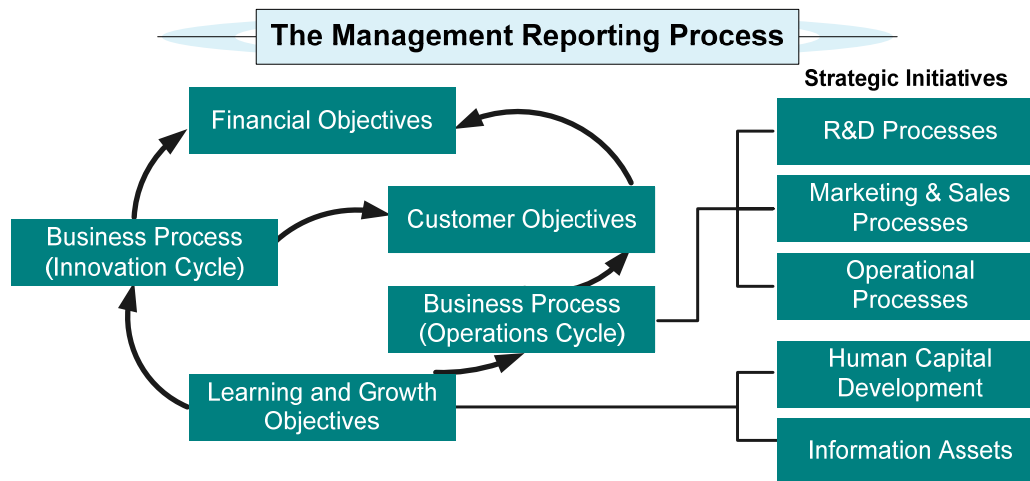 The Management Reporting Process
Strategic Initiatives
Financial Objectives
R&D Processes
Customer Objectives
Marketing & Sales
Processes
Business Process
(Innovation Cycle)
Business Process
(Operations Cycle)
Operational
Processes
Learning and Growth
Objectives
Human Capital
Development
Information Assets